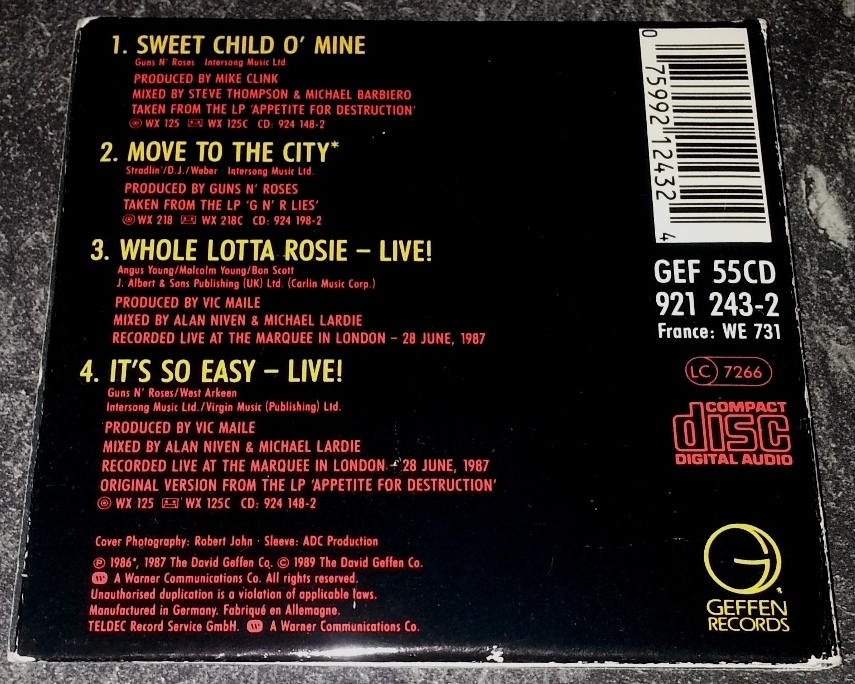 1. SWEET CHILD O' MINE
Guns N' Roses Intersong Music Ltd.
PRODUCED BY MIKE CLINK
MIXED BY STEVE THOMPSON & MICHAEL BARBIERO
TAKEN FROM THE LP 'APPETITE FOR DESTRUCTION'
WX 125 WX 125C CD: 924 148-2
2. MOVE TO THE CITY*
Stradlin'/D.J./Weber Intersong Music Ltd.
PRODUCED BY GUNS N' ROSES
TAKEN FROM THE LP 'G N' R LIES'
WX 218 WX 218C CD: 924 198-2
3. WHOLE LOTTA ROSIE – LIVE!
Angus Young/Malcolm Young/Bon Scott
J. Albert & Sons Publishing (UK) Ltd. (Carlin Music Corp.)
PRODUCED BY VIC MAILE
MIXED BY ALAN NIVEN & MICHAEL LARDIE
RECORDED LIVE AT THE MARQUEE IN LONDON – 28 JUNE, 1987
4. IT'S SO EASY – LIVE!
Guns N' Roses/West Arkeen
Intersong Music Ltd./Virgin Music (Publishing) Ltd.
PRODUCED BY VIC MAILE
MIXED BY ALAN NIVEN & MICHAEL LARDIE
RECORDED LIVE AT THE MARQUEE IN LONDON – 28 JUNE, 1987
ORIGINAL VERSION FROM THE LP 'APPETITE FOR DESTRUCTION'
WX 125 WX 125C CD: 924 148-2
Cover Photography: Robert John · Sleeve: ADC Production
℗ 1986*, 1987 The David Geffen Co. © 1989 The David Geffen Co.
A Warner Communications Co. All rights reserved.
Unauthorised duplication is a violation of applicable laws.
Manufactured in Germany. Fabriqué en Allemagne.
TELDEC Record Service GmbH. A Warner Communications Co.
0 75992 12432 4
GEF 55CD
921 243-2
France: WE 731
LC 7266
COMPACT
disc
DIGITAL AUDIO
G
GEFFEN
RECORDS